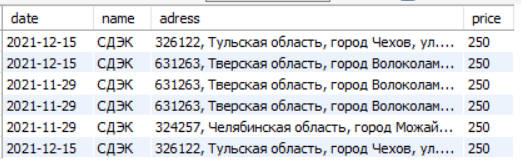 date name adress price
2021-12-15 СДЭК 326122, Тульская область, город Чехов, ул.... 250
2021-12-15 СДЭК 631263, Тверская область, город Волоколам... 250
2021-11-29 СДЭК 631263, Тверская область, город Волоколам... 250
2021-11-29 СДЭК 631263, Тверская область, город Волоколам... 250
2021-11-29 СДЭК 324257, Челябинская область, город Можай... 250
2021-12-15 СДЭК 326122, Тульская область, город Чехов, ул.... 250